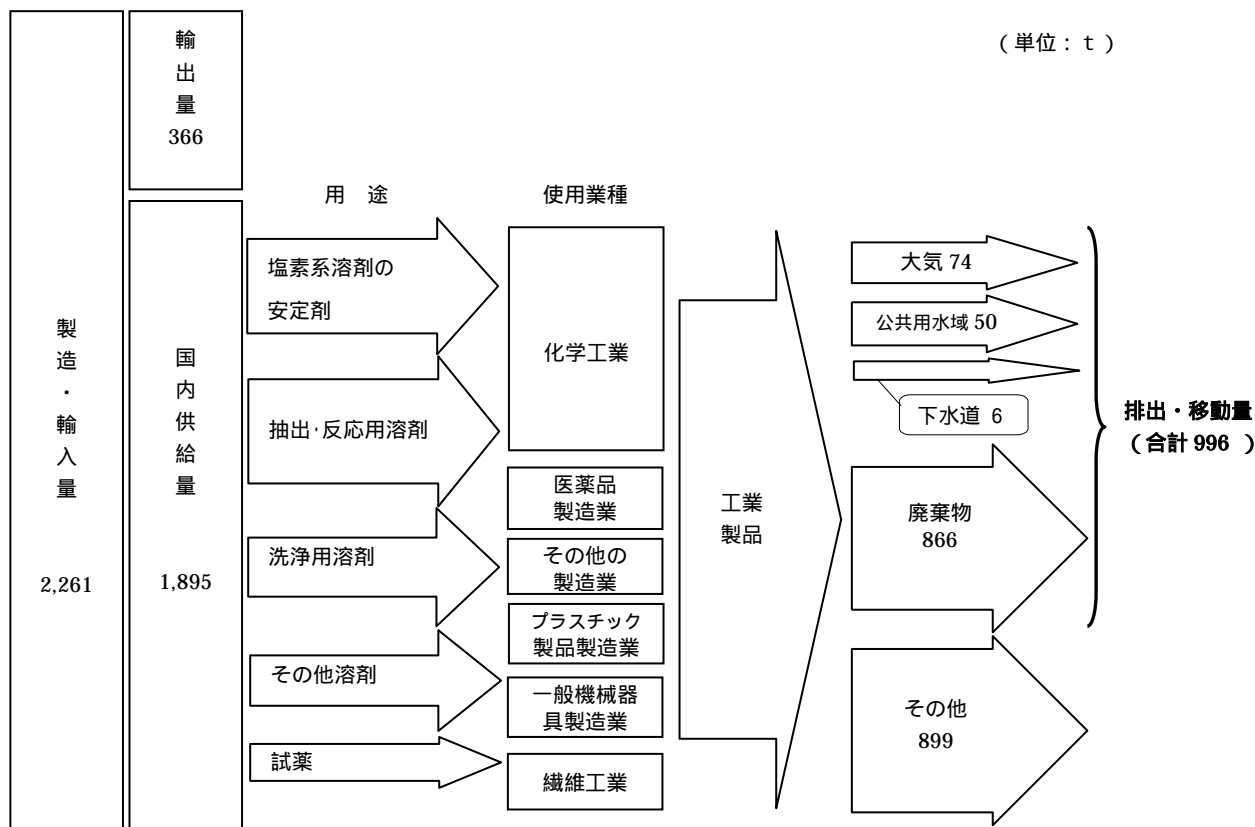 (単位:t)
製造・輸入量
2,261
輸出量
366
国内供給量
1,895
用 途
塩素系溶剤の
安定剤
抽出・反応用溶剤
洗浄用溶剤
その他溶剤
試薬
使用業種
化学工業
医薬品
製造業
その他の
製造業
プラスチック
製品製造業
一般機械器
具製造業
繊維工業
工業
製品
大気 74
公共用水域 50
下水道 6
廃棄物
866
その他
899
排出・移動量
(合計 996 )